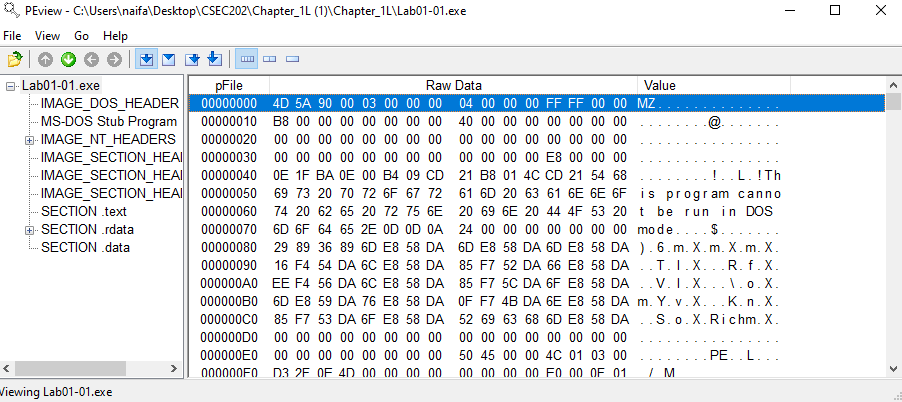 PEview - C:\Users\naifa\Desktop\CSEC202\Chapter_1L (1)\Chapter_1L\Lab01-01.exe
File View Go Help
Lab01-01.exe
IMAGE_DOS_HEADER
MS-DOS Stub Program
IMAGE_NT_HEADERS
IMAGE_SECTION_HEA
IMAGE_SECTION_HEA
IMAGE_SECTION_HEA
SECTION .text
SECTION .rdata
SECTION .data
pFile Raw Data Value
00000000 4D 5A 90 00 03 00 00 00 04 00 00 00 FF FF 00 00 MZ..............
00000010 B8 00 00 00 00 00 00 00 40 00 00 00 00 00 00 00 ........@.......
00000020 00 00 00 00 00 00 00 00 00 00 00 00 00 00 00 00 ................
00000030 00 00 00 00 00 00 00 00 00 00 00 00 E8 00 00 00 ................
00000040 0E 1F BA 0E 00 B4 09 CD 21 B8 01 4C CD 21 54 68 ........!..L.!Th
00000050 69 73 20 70 72 6F 67 72 61 6D 20 63 61 6E 6E 6F is program canno
00000060 74 20 62 65 20 72 75 6E 20 69 6E 20 44 4F 53 20 t be run in DOS
00000070 6D 6F 64 65 2E 0D 0D 0A 24 00 00 00 00 00 00 00 mode....$.......
00000080 29 89 36 89 6D E8 58 DA 6D E8 58 DA 6D E8 58 DA ).6.m.X.m.X.m.X.
00000090 16 F4 54 DA 6C E8 58 DA 85 F7 52 DA 66 E8 58 DA ..T.l.X...R.f.X.
000000A0 EE F4 56 DA 6C E8 58 DA 85 F7 5C DA 6F E8 58 DA ..V.l.X...\.o.X.
000000B0 6D E8 59 DA 76 E8 58 DA 0F F7 4B DA 6E E8 58 DA m.Y.v.X...K.n.X.
000000C0 85 F7 53 DA 6F E8 58 DA 52 69 63 68 6D E8 58 DA ..S.o.X.Richm.X.
000000D0 00 00 00 00 00 00 00 00 00 00 00 00 00 00 00 00 ................
000000E0 00 00 00 00 00 00 00 00 50 45 00 00 4C 01 03 00 ........PE..L...
000000F0 D3 2E 0E 4D 00 00 00 00 00 00 00 00 E0 00 0F 01
Viewing Lab01-01.exe